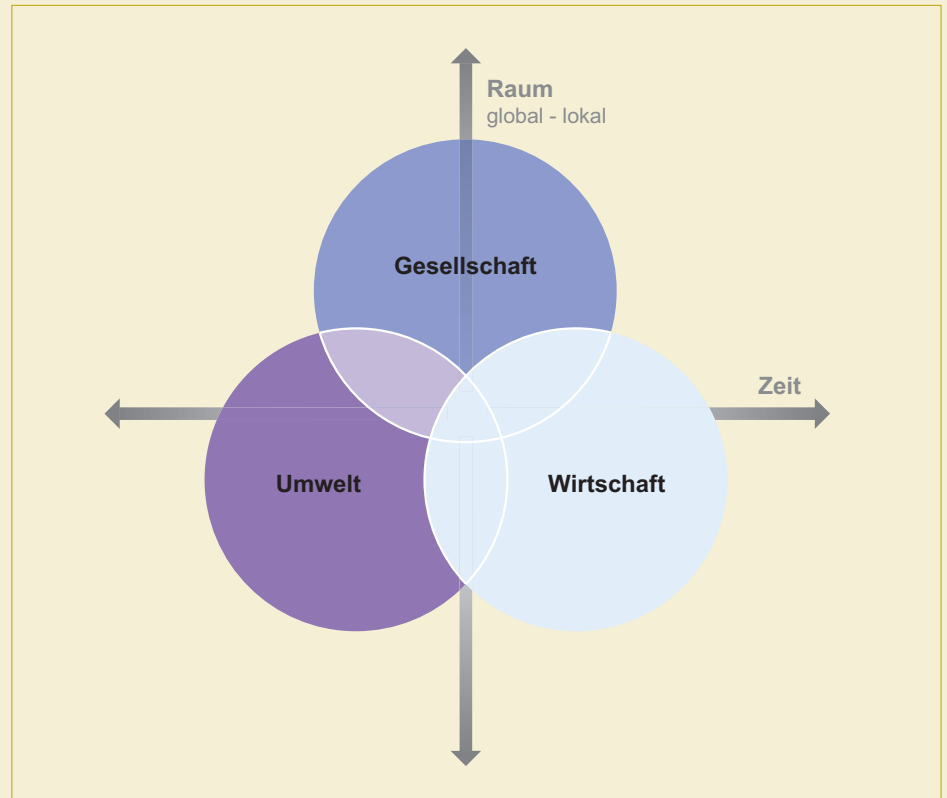 Raum
global - lokal
Gesellschaft
Zeit
Umwelt
Wirtschaft